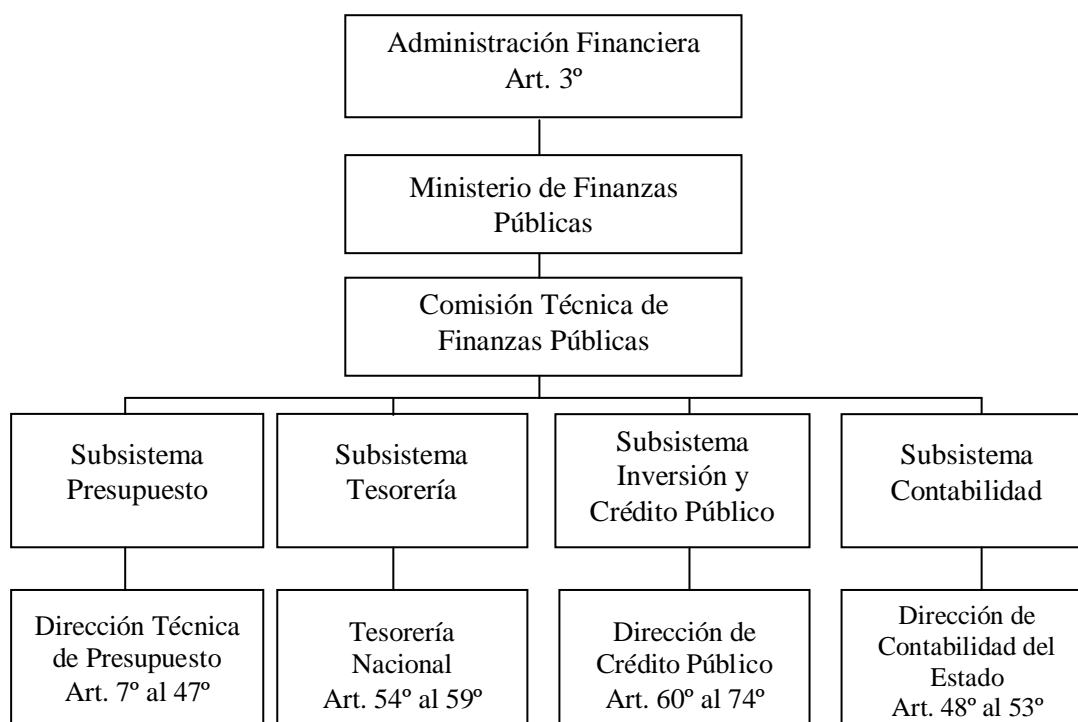 Administración Financiera
Art. 3º
Ministerio de Finanzas
Públicas
Comisión Técnica de
Finanzas Públicas
Subsistema
Presupuesto
Subsistema
Tesorería
Subsistema
Inversión y
Crédito Público
Subsistema
Contabilidad
Dirección Técnica
de Presupuesto
Art. 7º al 47º
Tesorería
Nacional
Art. 54º al 59º
Dirección de
Crédito Público
Art. 60º al 74º
Dirección de
Contabilidad del
Estado
Art. 48º al 53º